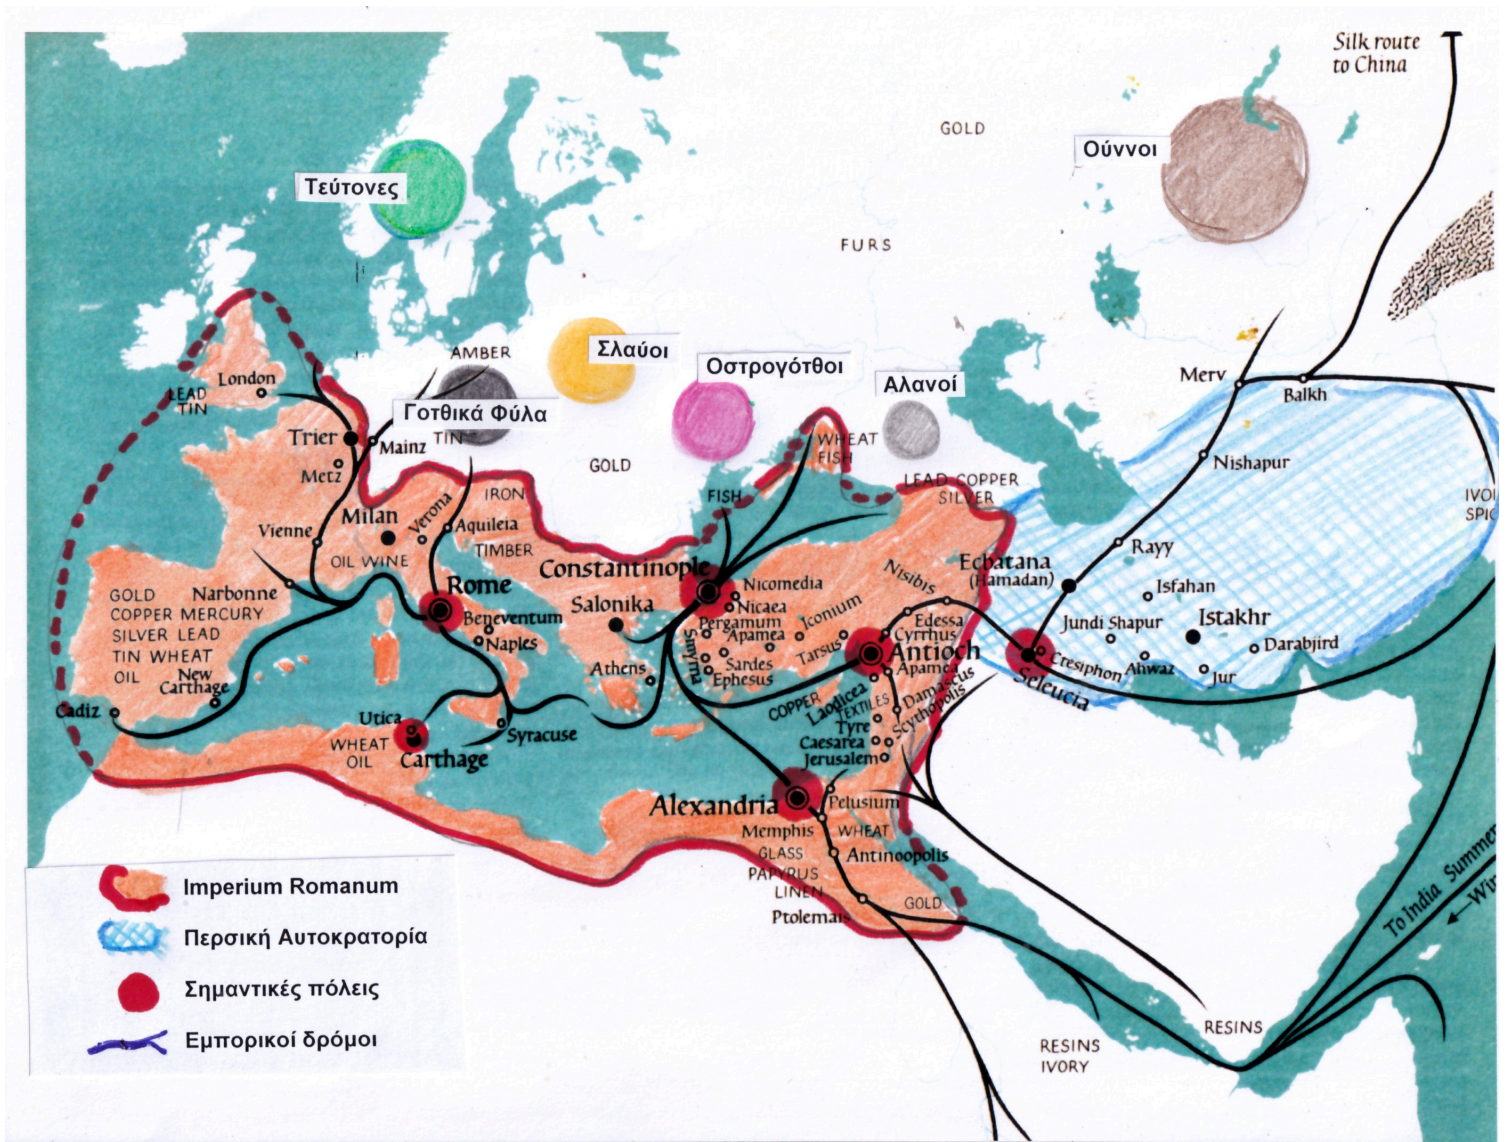 Silk route
to China
GOLD
Ούννοι
Τεύτονες
FURS
AMBER
Σλαύοι
Οστρογότθοι
Αλανοί
Γοτθικά Φύλα
TIN
GOLD
London
LEAD
TIN
Trier
Mainz
Metz
WHEAT
FISH
FISH
LEAD COPPER
SILVER
Merv
Balkh
Nishapur
IVO
SPIC
IRON
Milan
Verona
Aquileia
Vienne
TIMBER
OIL WINE
Rayy
Constantinople
Nicomedia
Nicaea
Nisibis
Ecbatana
(Hamadan)
Isfahan
Rome
Narbonne
GOLD
COPPER MERCURY
SILVER LEAD
TIN WHEAT
OIL
New
Carthage
Cadiz
Beneventum
Naples
Salonika
Pergamum
Apamea
Iconium
Smyrna
Sardes
Ephesus
Athens
Tarsus
Edessa
Cyrrhus
Antioch
Apamea
Jundi Shapur
Istakhr
Darabjird
Ctesiphon
Ahwaz
Jur
Seleucia
COPPER
Laodicea
TEXTILES
Damascus
Scythopolis
Tyre
Caesarea
Jerusalem
Utica
WHEAT
OIL
Carthage
Syracuse
Alexandria
Pelusium
Memphis
WHEAT
GLASS
Antinoopolis
PAPYRUS
LINEN
GOLD
Ptolemais
To India Summer
Win
RESINS
RESINS
IVORY
Imperium Romanum
Περσική Αυτοκρατορία
Σημαντικές πόλεις
Εμπορικοί δρόμοι